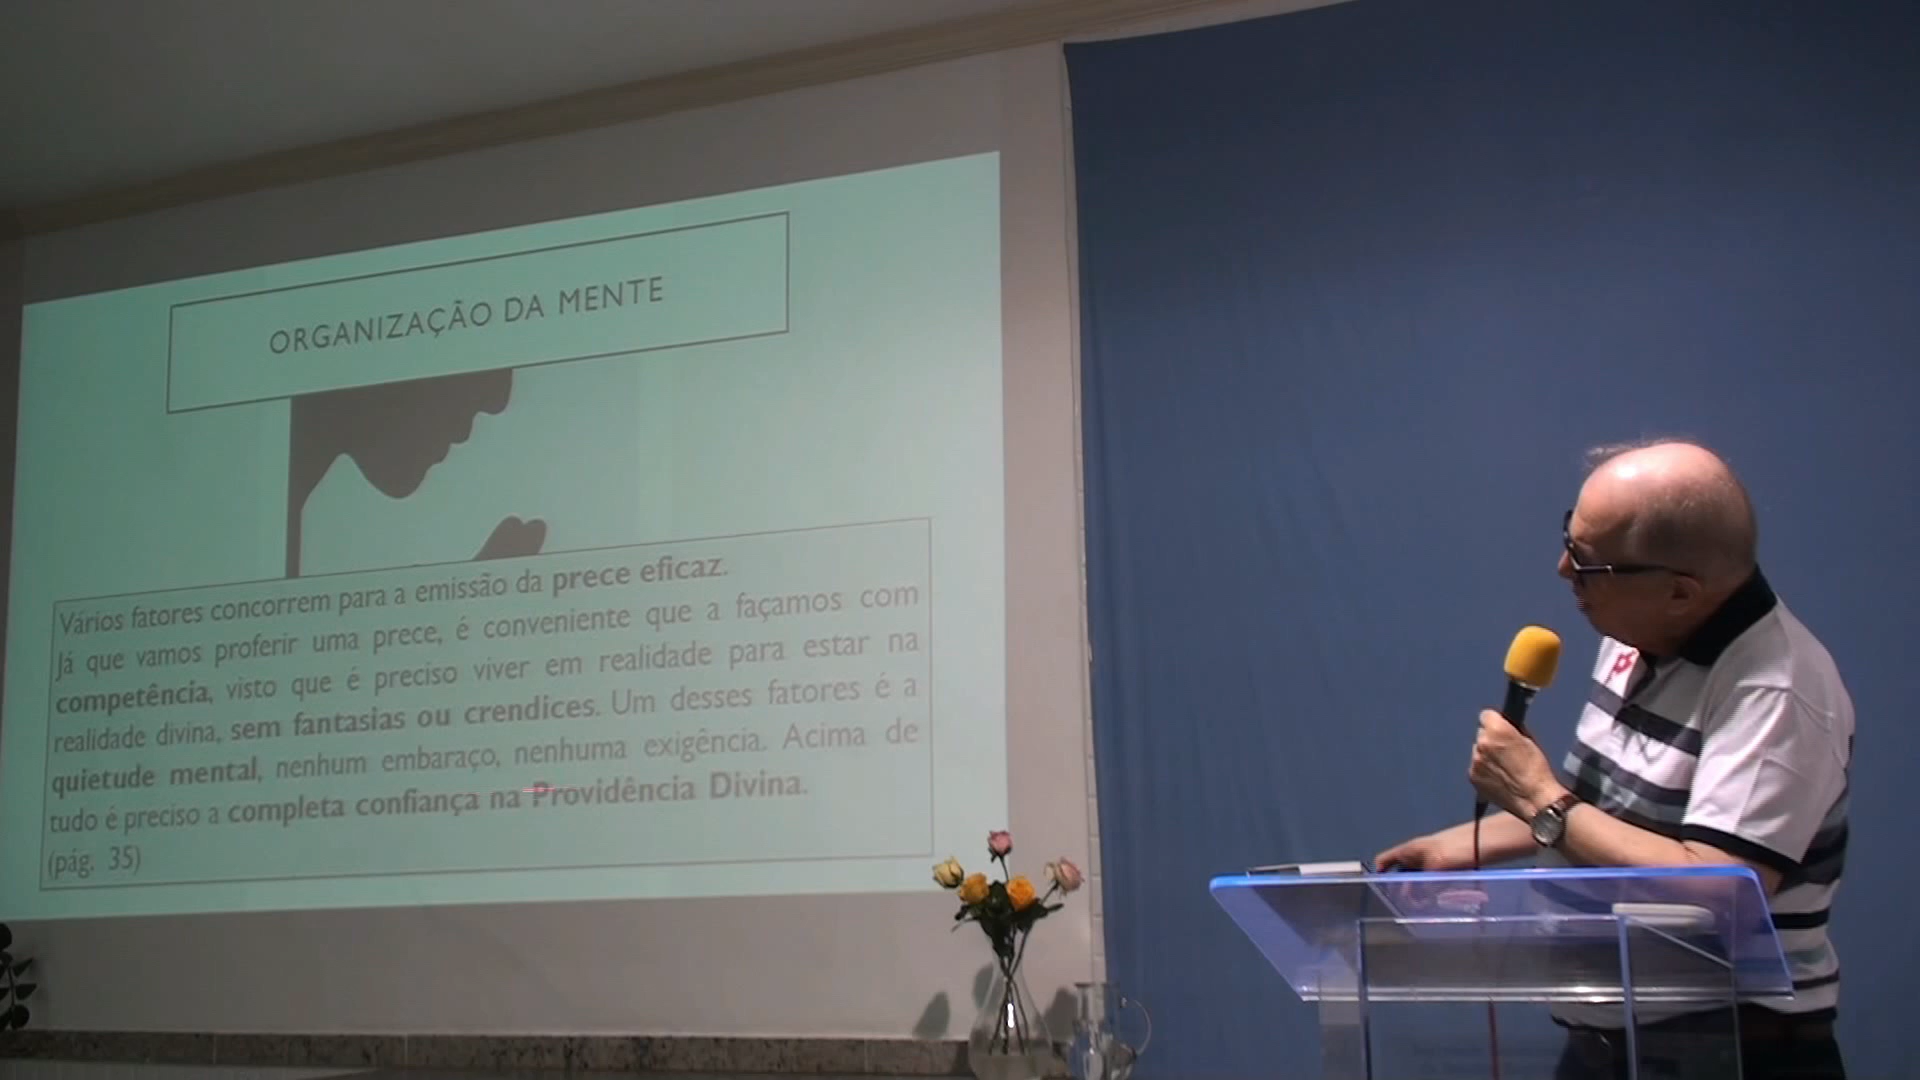 ORGANIZAÇÃO DA MENTE
Vários fatores concorrem para a emissão da prece eficaz.
Já que vamos proferir uma prece, é conveniente que a façamos com
competência, visto que é preciso viver em realidade para estar na
realidade divina, sem fantasias ou crendices. Um desses fatores é a
quietude mental, nenhum embaraço, nenhuma exigência. Acima de
tudo é preciso a completa confiança na Providência Divina.
(pág. 35)